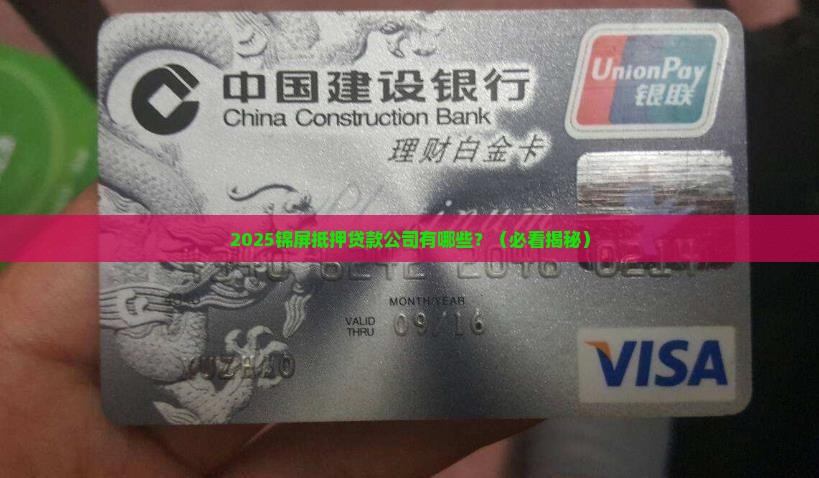 中国建设银行
China Construction Bank
UnionPay
银联
理财白金卡
2025锦屏抵押贷款公司有哪些？（必看揭秘）
MONTH/YEAR
VALID
THRU
09/16
VISA